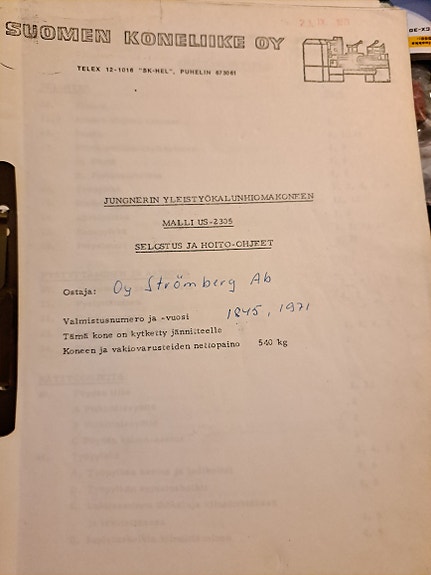 SUOMEN KONELIIKE OY
TELEX 12-1016 "SK-HEL", PUHELIN 673061
JUNGNERIN YLEISTYÖKALUNHIOMAKONEEN
MALLI US-2305
SELOSTUS JA HOITO-OHJEET
Ostaja: Oy Strömberg Ab
Valmistusnumero ja -vuosi 1845, 1971
Tämä kone on kytketty jännitteelle
Koneen ja vakiovarusteiden nettopaino 540 kg